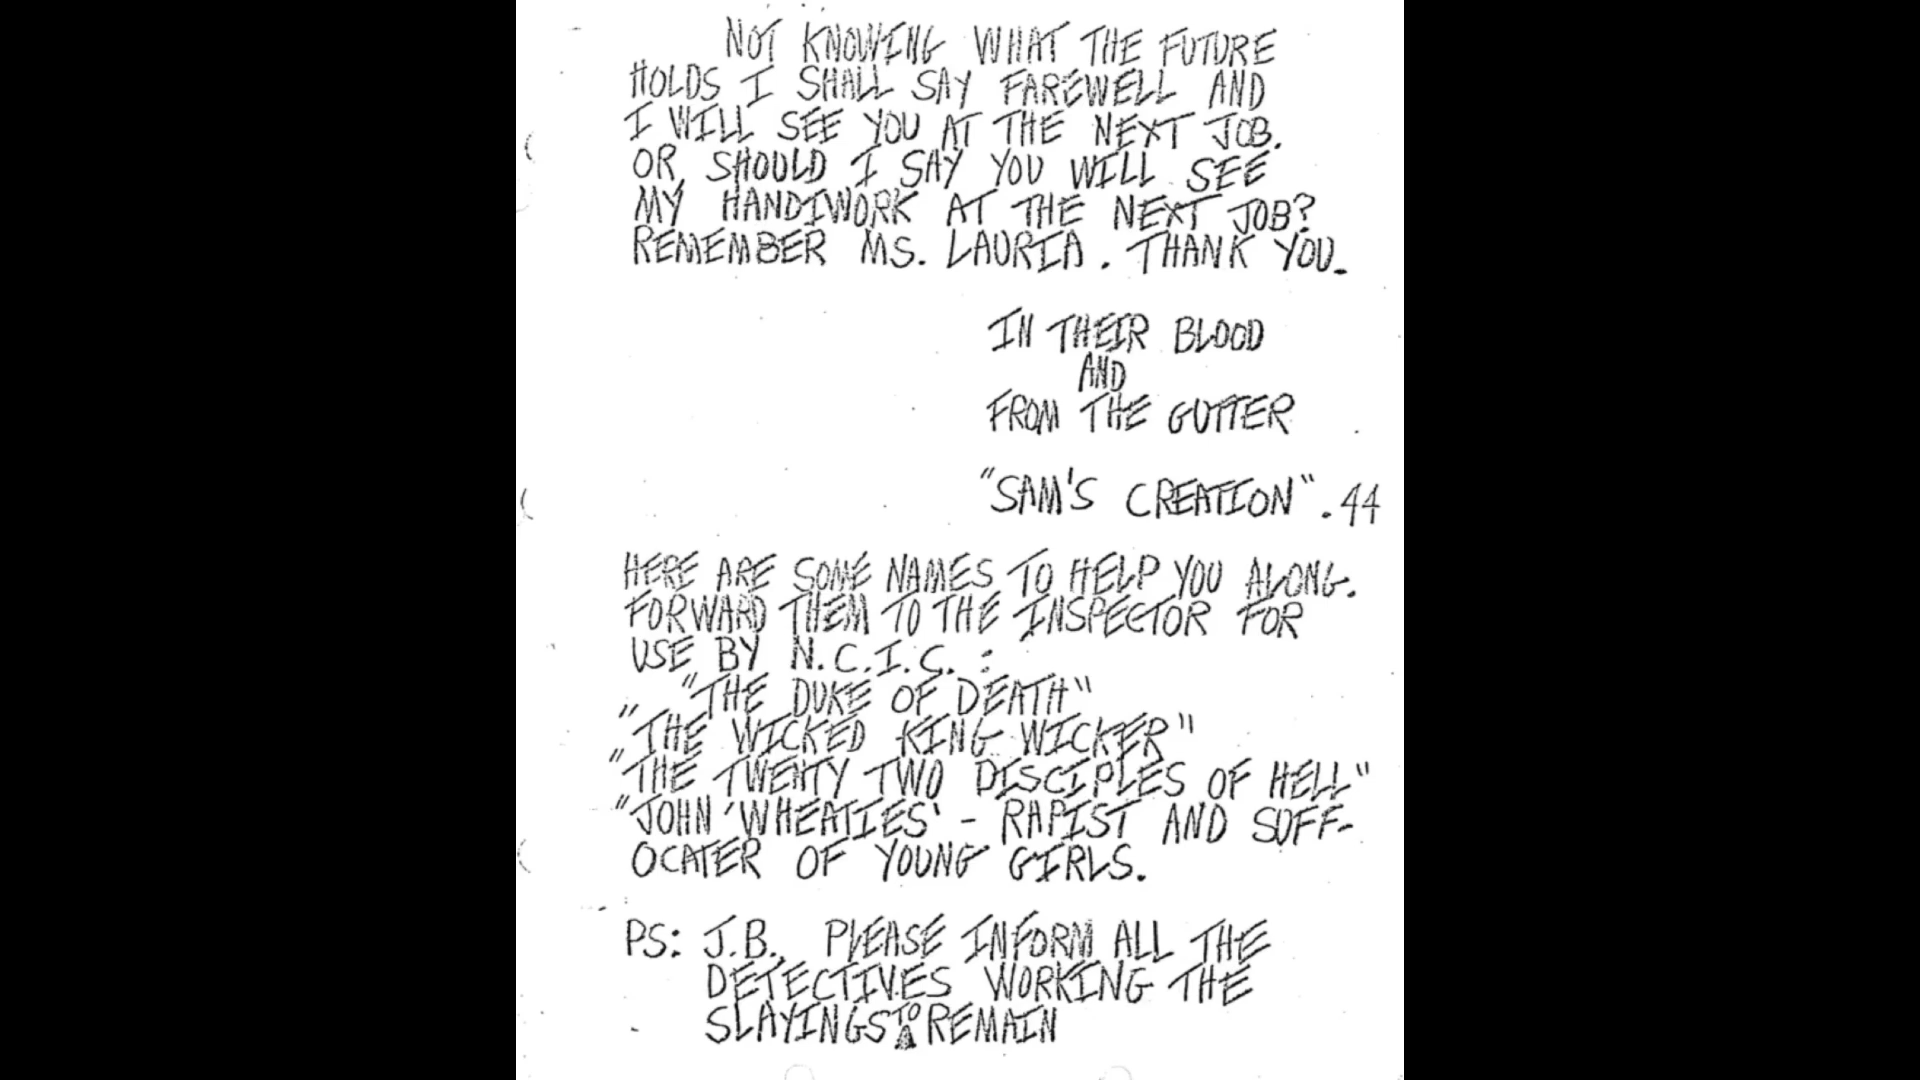 NOT KNOWING WHAT THE FUTURE
HOLDS I SHALL SAY FAREWELL AND
I WILL SEE YOU AT THE NEXT JOB.
OR, SHOULD I SAY YOU WILL SEE
MY HANDIWORK AT THE NEXT JOB?
REMEMBER MS. LAURIA. THANK YOU.
IN THEIR BLOOD
AND
FROM THE GUTTER
"SAM'S CREATION" .44
HERE ARE SOME NAMES TO HELP YOU ALONG.
FORWARD THEM TO THE INSPECTOR FOR
USE BY N.C.I.C. :
"THE DUKE OF DEATH"
"THE WICKED KING WICKER"
"THE TWENTY TWO DISCIPLES OF HELL"
"JOHN 'WHEATIES' - RAPIST AND SUFF-
OCATER OF YOUNG GIRLS.
PS: J.B., PLEASE INFORM ALL THE
DETECTIVES WORKING THE
SLAYINGS TO REMAIN